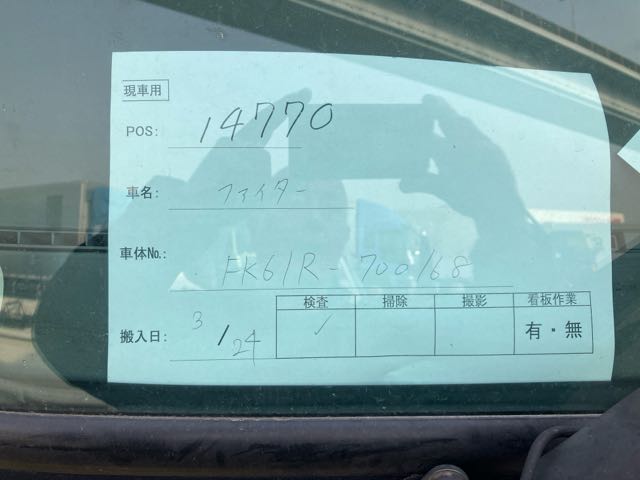 現車用
POS: 14770
車名: ファイター
車体No.: FK61R-700168
検査 掃除 撮影 看板作業
搬入日: 3/24 ✓ 有・無